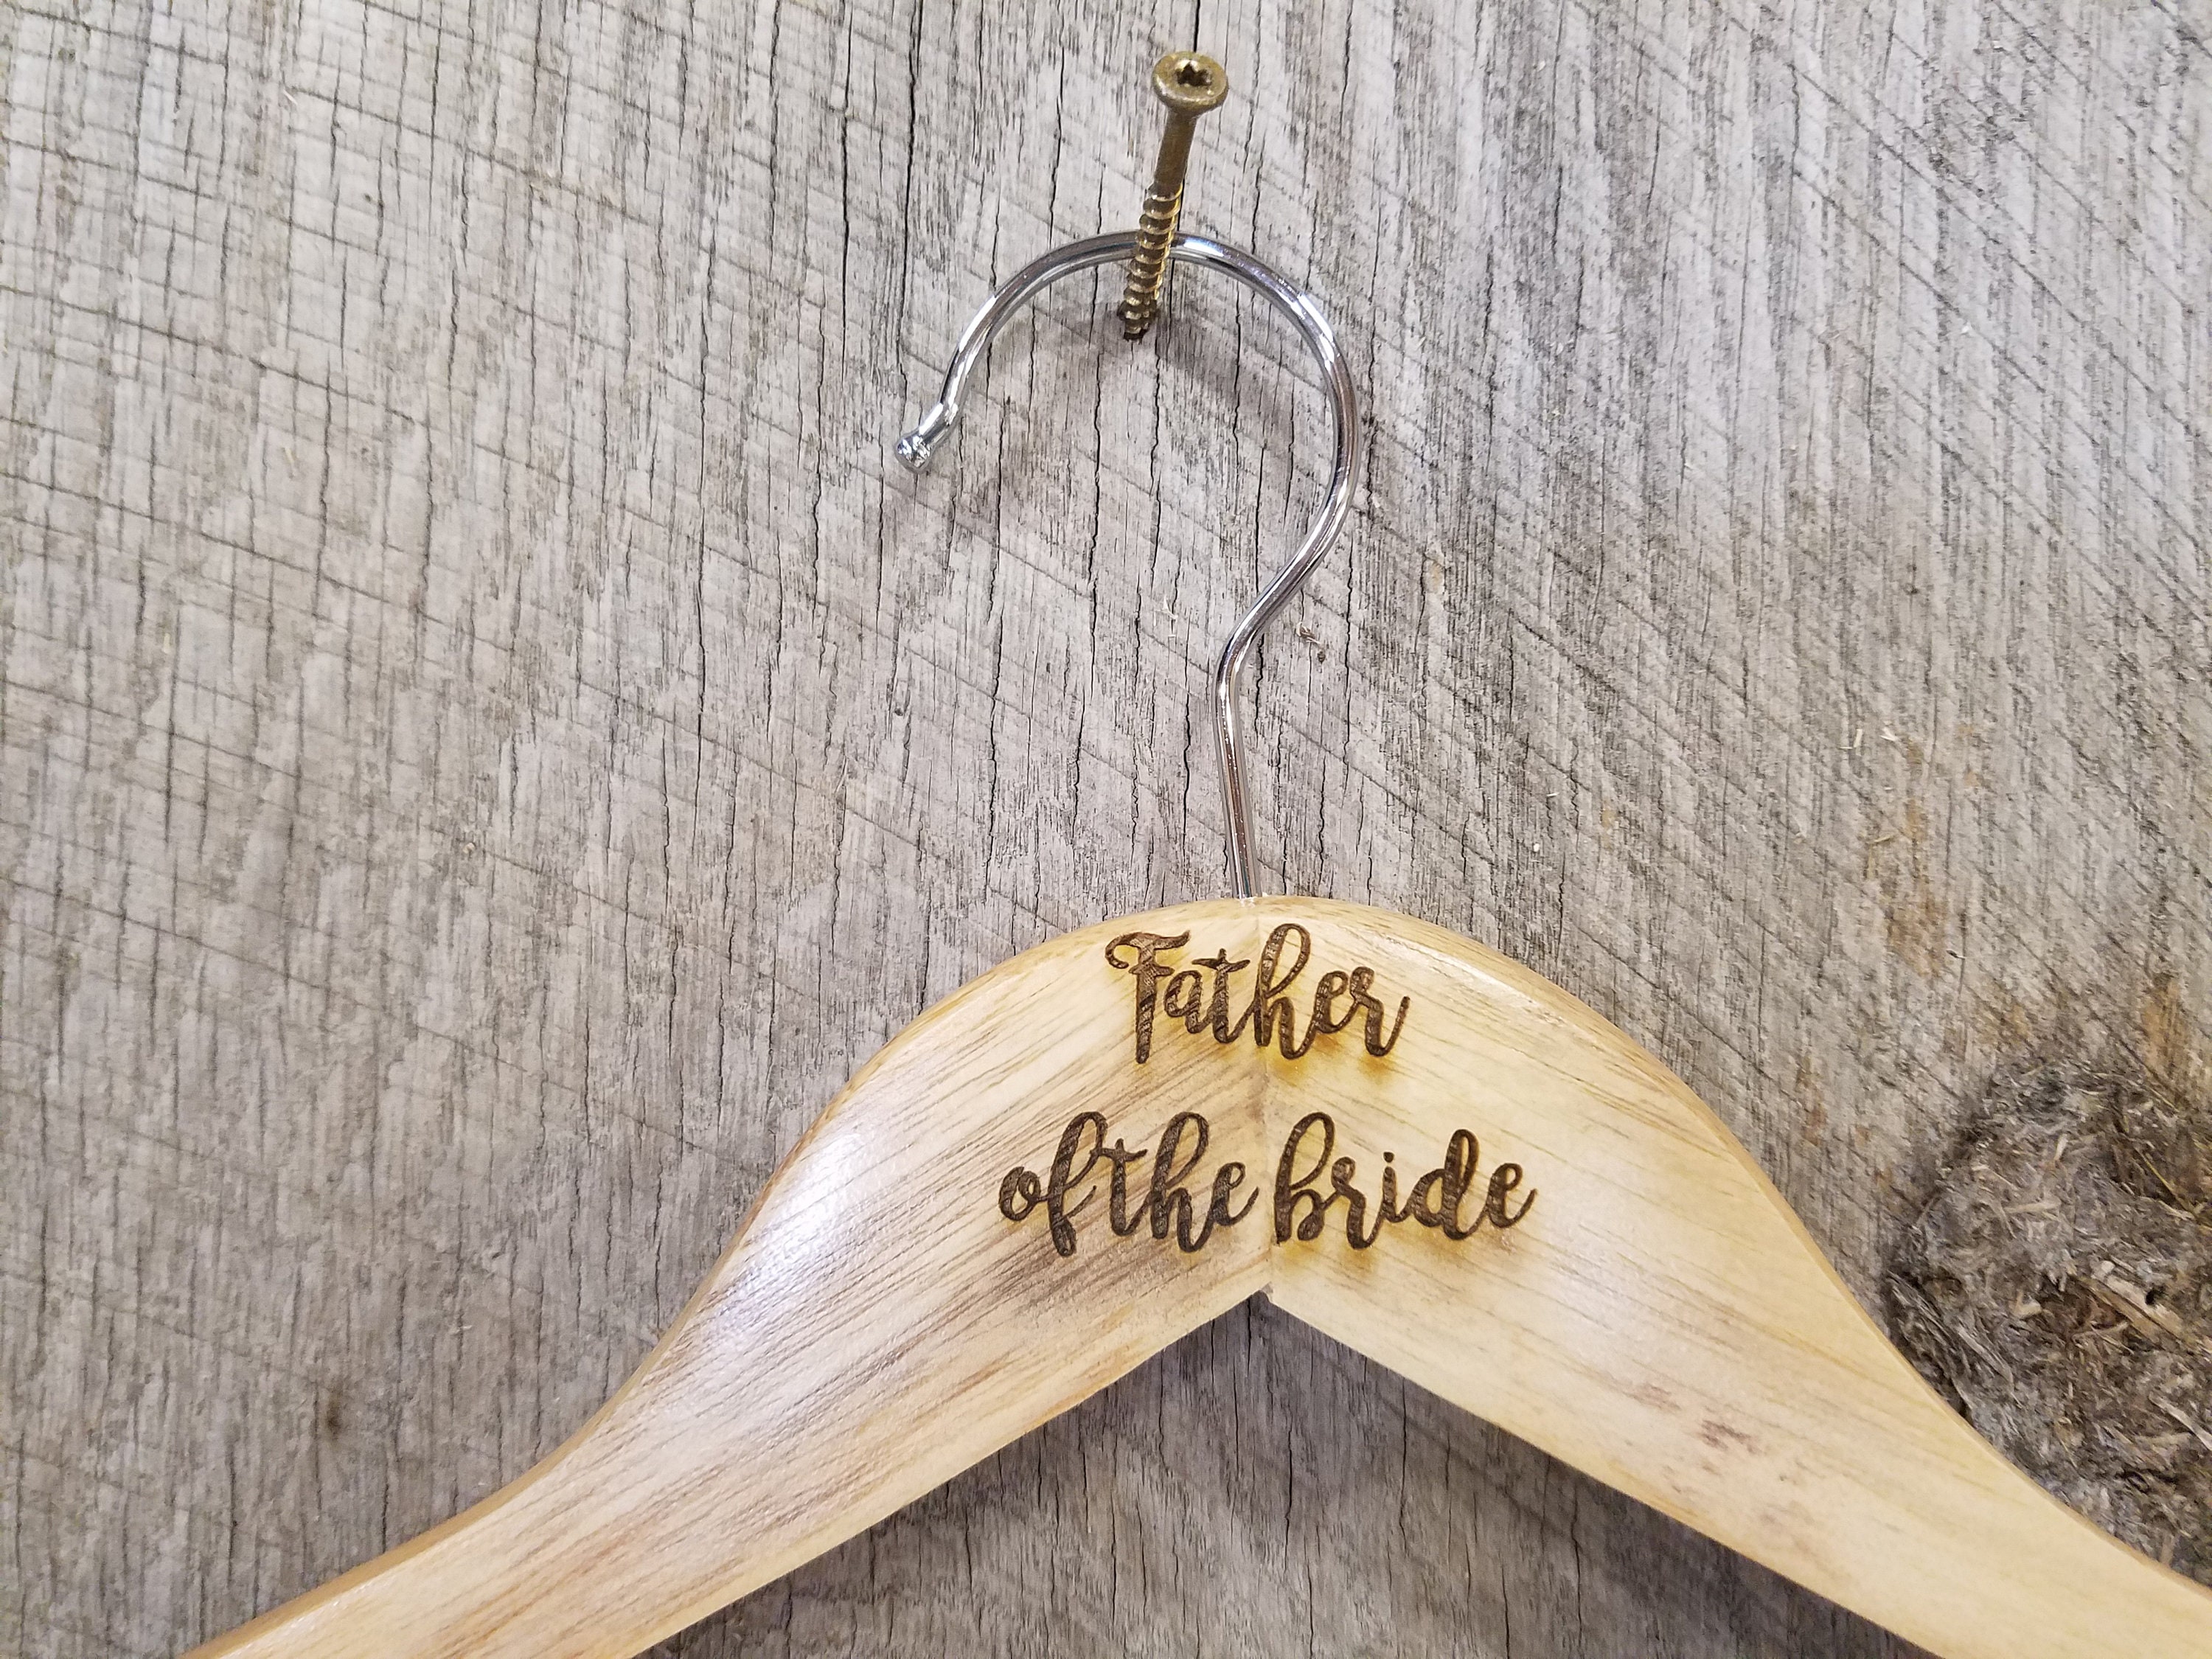 Father
of the bride